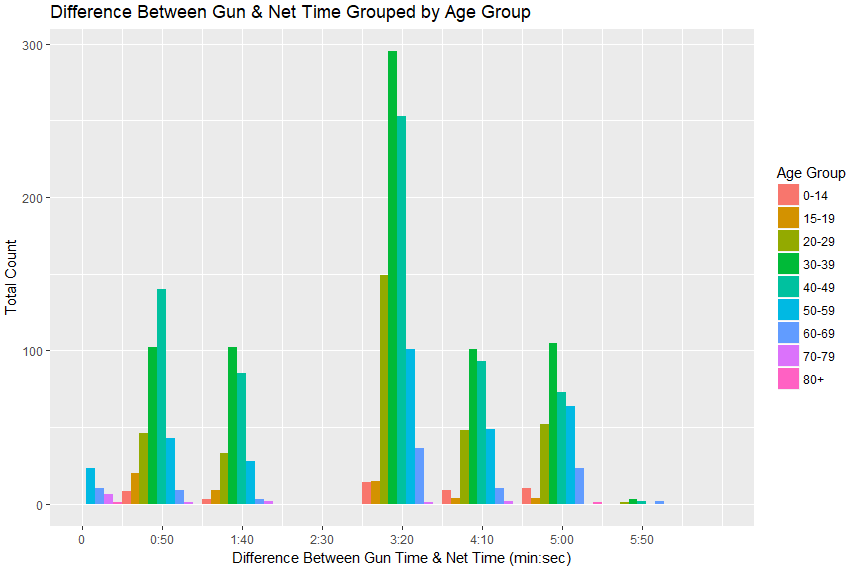 Difference Between Gun & Net Time Grouped by Age Group
300
200
100
0
Total Count
0 0:50 1:40 2:30 3:20 4:10 5:00 5:50
Difference Between Gun Time & Net Time (min:sec)
Age Group
0-14
15-19
20-29
30-39
40-49
50-59
60-69
70-79
80+